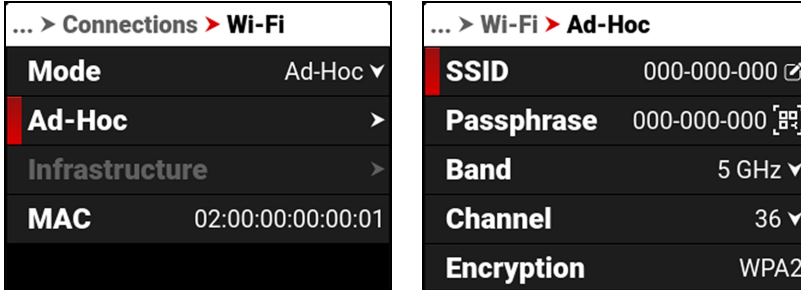 ... > Connections > Wi-Fi
Mode Ad-Hoc
Ad-Hoc
Infrastructure
MAC 02:00:00:00:00:01
... > Wi-Fi > Ad-Hoc
SSID 000-000-000
Passphrase 000-000-000
Band 5 GHz
Channel 36
Encryption WPA2